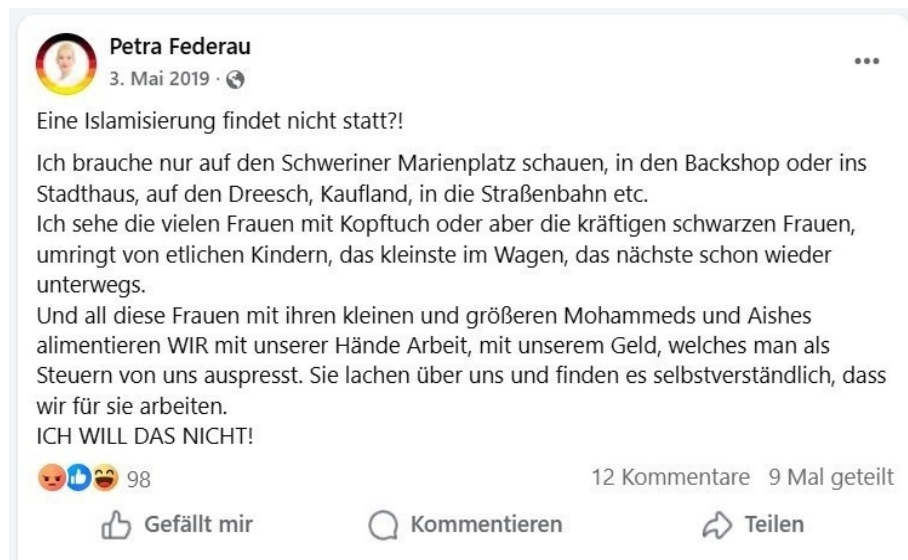 Petra Federau
3. Mai 2019 ·
Eine Islamisierung findet nicht statt?!
Ich brauche nur auf den Schweriner Marienplatz schauen, in den Backshop oder ins
Stadthaus, auf den Dreesch, Kaufland, in die Straßenbahn etc.
Ich sehe die vielen Frauen mit Kopftuch oder aber die kräftigen schwarzen Frauen,
umringt von etlichen Kindern, das kleinste im Wagen, das nächste schon wieder
unterwegs.
Und all diese Frauen mit ihren kleinen und größeren Mohammeds und Aishes
alimentieren WIR mit unserer Hände Arbeit, mit unserem Geld, welches man als
Steuern von uns auspresst. Sie lachen über uns und finden es selbstverständlich, dass
wir für sie arbeiten.
ICH WILL DAS NICHT!
98 12 Kommentare 9 Mal geteilt
Gefällt mir Kommentieren Teilen